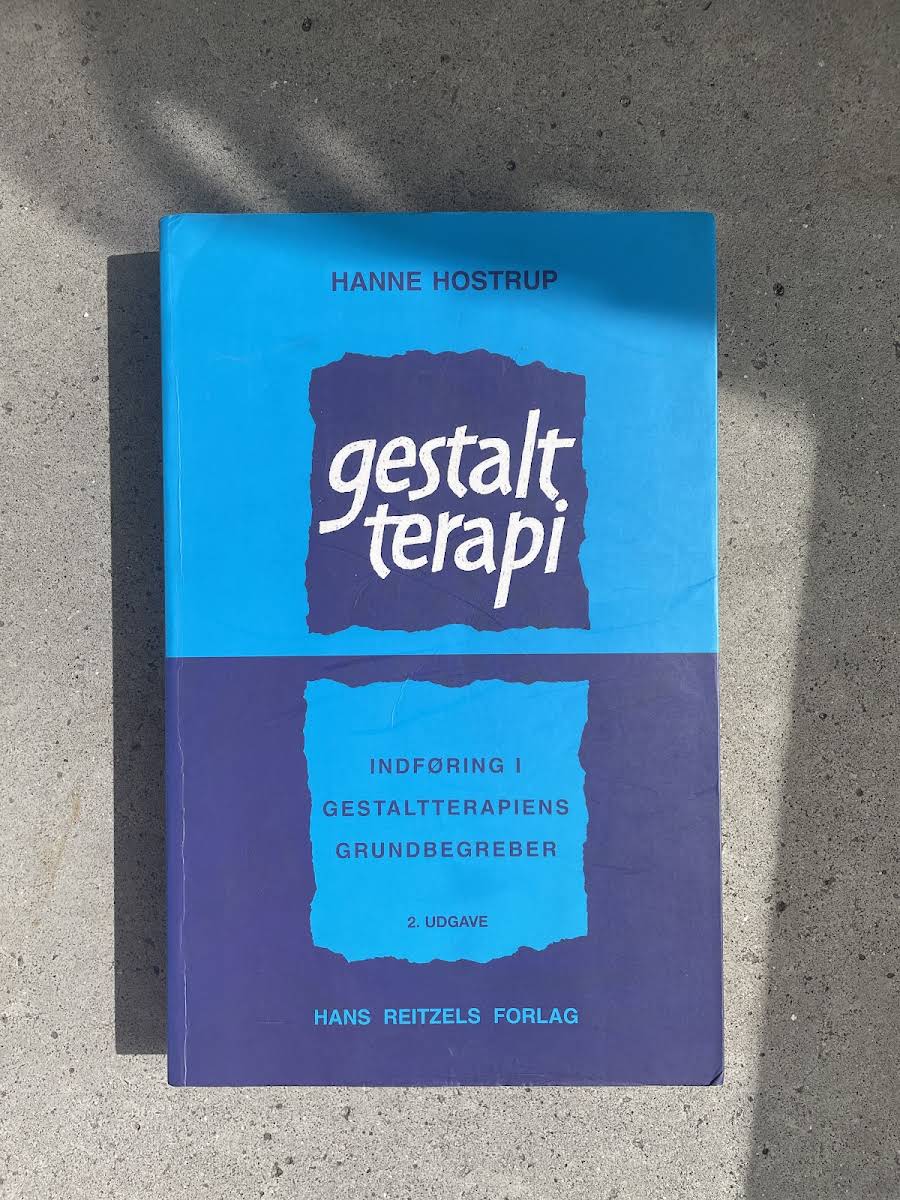 HANNE HOSTRUP
gestalt
terapi
INDFØRING I
GESTALTTERAPIENS
GRUNDBEGREBER
2. UDGAVE
HANS REITZELS FORLAG